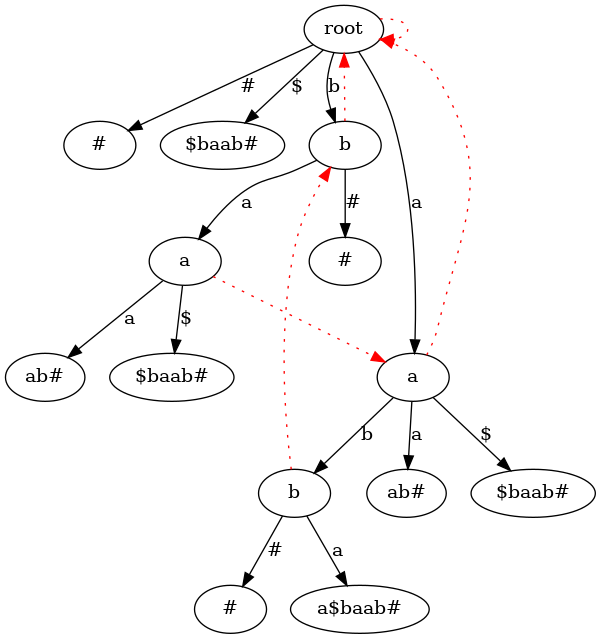 root
# $ b
# $baab# b
a # a
a #
a $
ab# $baab# a
b a $
b ab# $baab#
# a
# a$baab#